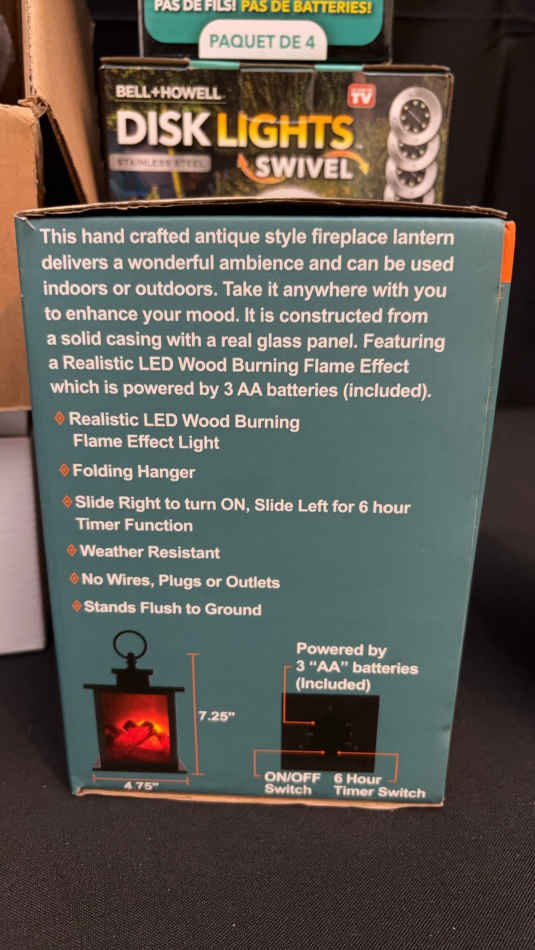 PAS DE FILS! PAS DE BATTERIES!
PAQUET DE 4
BELL+HOWELL
TV
DISK LIGHTS
STAINLESS STEEL
SWIVEL
This hand crafted antique style fireplace lantern
delivers a wonderful ambience and can be used
indoors or outdoors. Take it anywhere with you
to enhance your mood. It is constructed from
a solid casing with a real glass panel. Featuring
a Realistic LED Wood Burning Flame Effect
which is powered by 3 AA batteries (included).
Realistic LED Wood Burning
Flame Effect Light
Folding Hanger
Slide Right to turn ON, Slide Left for 6 hour
Timer Function
Weather Resistant
No Wires, Plugs or Outlets
Stands Flush to Ground
Powered by
3 “AA” batteries
(Included)
7.25"
4.75"
ON/OFF
Switch
6 Hour
Timer Switch